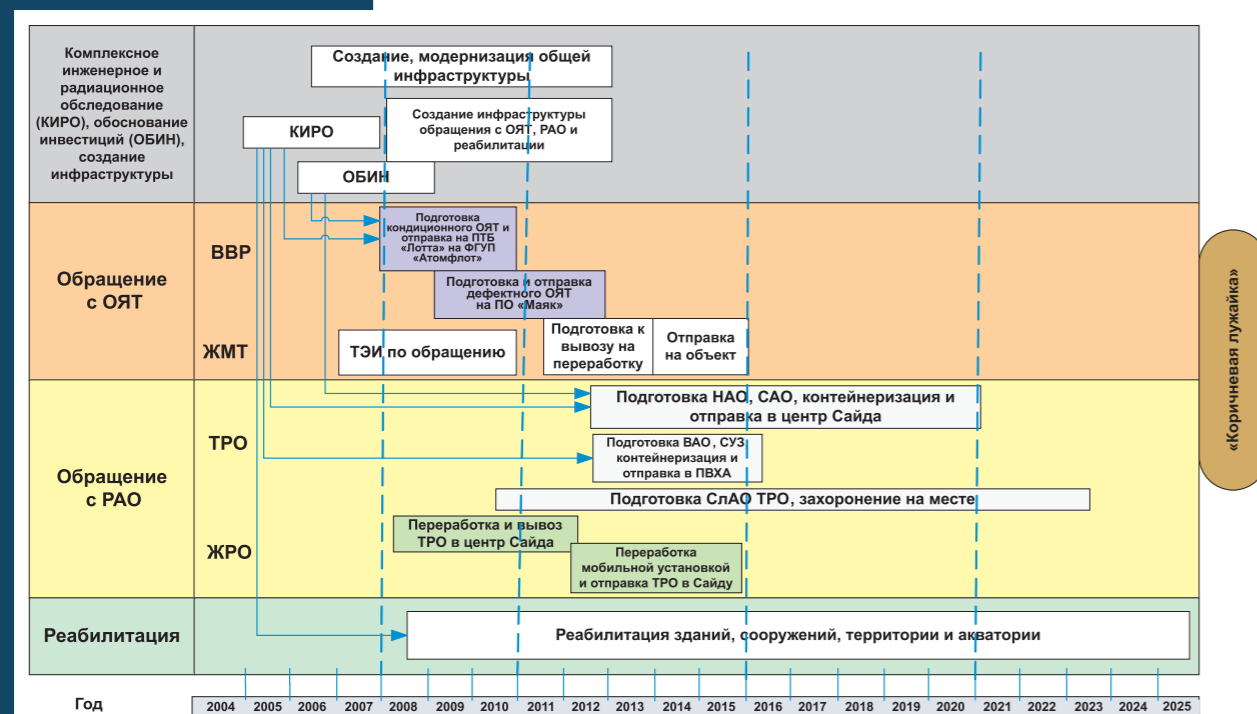 Комплексное
инженерное и
радиационное
обследование
(КИРО), обоснование
инвестиций (ОБИН),
создание
инфраструктуры
Создание, модернизация общей
инфраструктуры
Создание инфраструктуры
обращения с ОЯТ, РАО и
реабилитации
КИРО
ОБИН
Обращение
с ОЯТ
ВВР
Подготовка
кондиционного ОЯТ и
отправка на ПТБ
«Лотта» на ФГУП
«Атомфлот»
Подготовка и отправка
дефектного ОЯТ
на ПО «Маяк»
ЖМТ
ТЭИ по обращению
Подготовка к
вывозу на
переработку
Отправка
на объект
Обращение
с РАО
ТРО
Подготовка НАО, САО, контейнеризация и
отправка в центр Сайда
Подготовка ВАО, СУЗ
контейнеризация и
отправка в ПВХА
Подготовка СлАО ТРО, захоронение на месте
ЖРО
Переработка и вывоз
ТРО в центр Сайда
Переработка
мобильной установкой
и отправка ТРО в Сайду
Реабилитация
Реабилитация зданий, сооружений, территории и акватории
«Коричневая лужайка»
Год
2004 2005 2006 2007 2008 2009 2010 2011 2012 2013 2014 2015 2016 2017 2018 2019 2020 2021 2022 2023 2024 2025